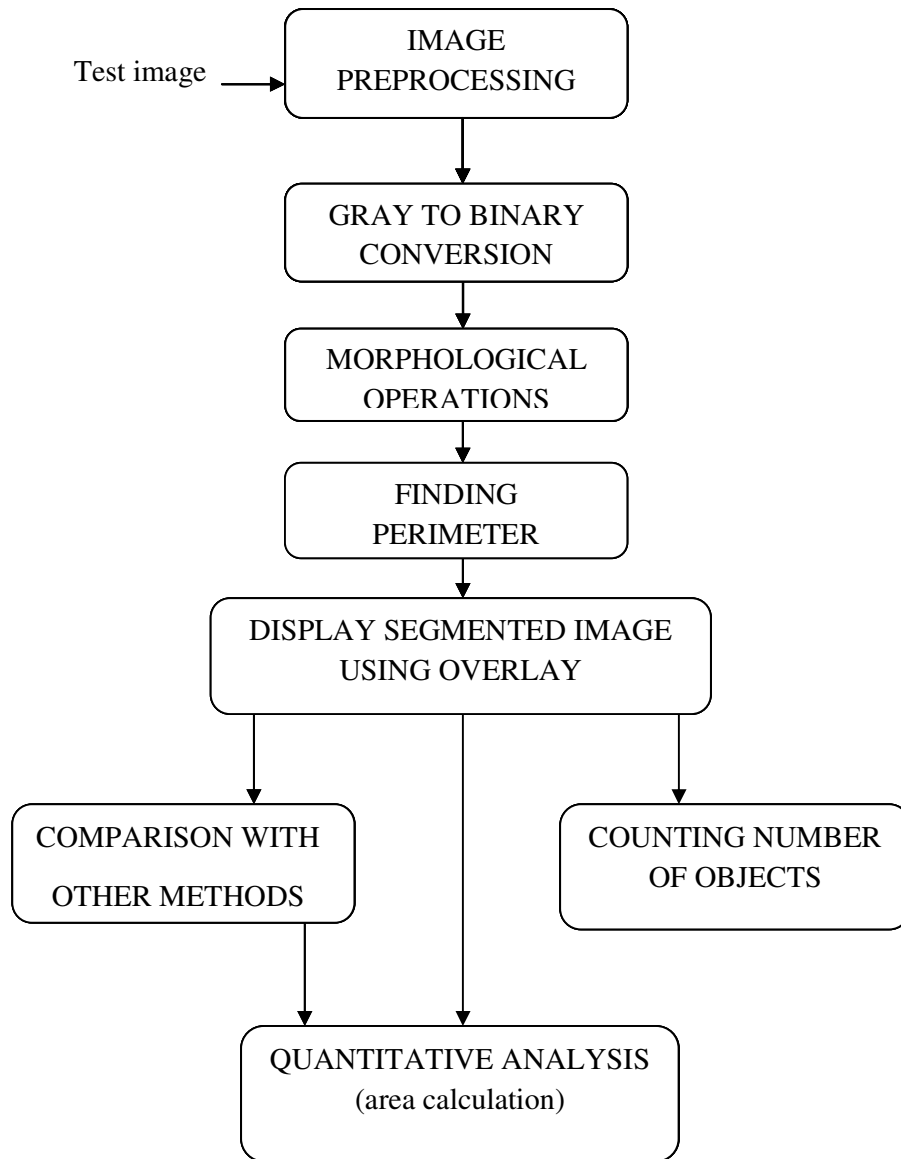 IMAGE
Test image
PREPROCESSING
GRAY TO BINARY
CONVERSION
MORPHOLOGICAL
OPERATIONS
FINDING
PERIMETER
DISPLAY SEGMENTED IMAGE
USING OVERLAY
COMPARISON WITH
OTHER METHODS
COUNTING NUMBER
OF OBJECTS
QUANTITATIVE ANALYSIS
(area calculation)